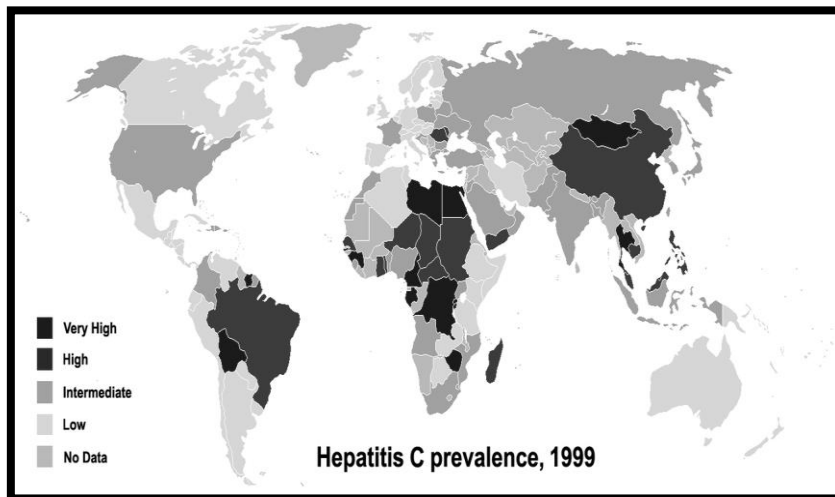 Very High
High
Intermediate
Low
No Data
Hepatitis C prevalence, 1999